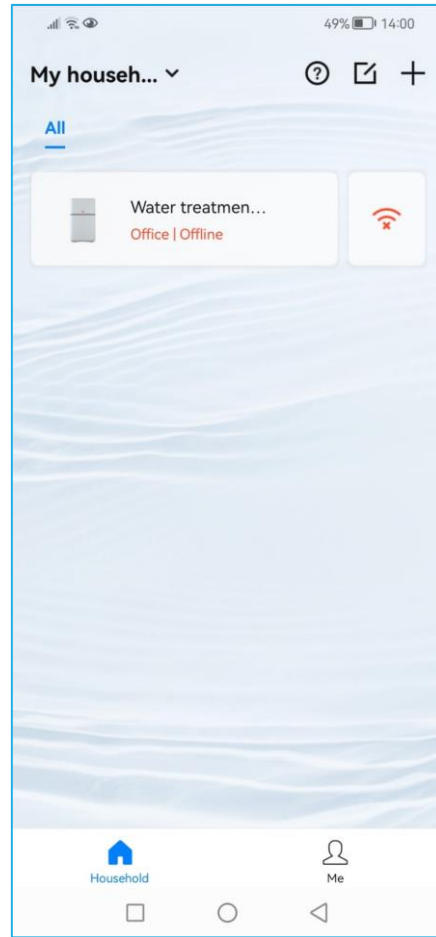 49% 14:00
My househ...
All
Water treatmen...
Office | Offline
Household
Me